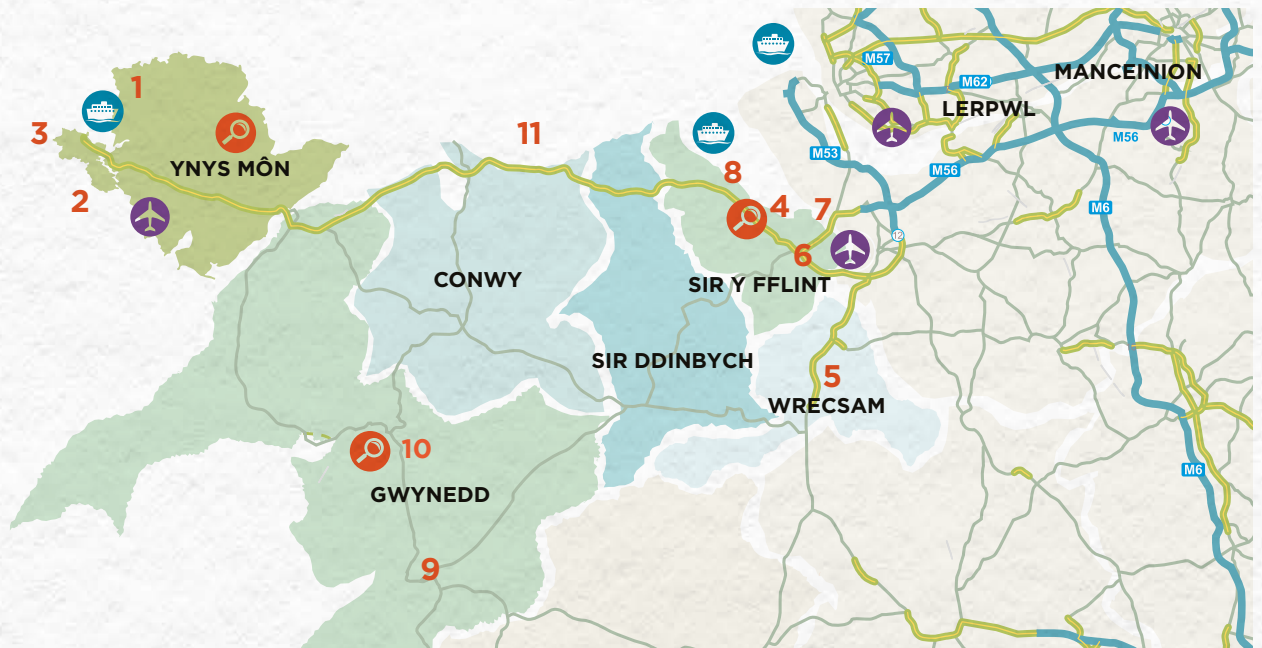 M57
MANCEINION
M62
1
LERPWL
3
11
M56
M53
YNYS MÔN
8
M56
2
4
7
M6
12
6
CONWY
SIR Y FFLINT
SIR DDINBYCH
5
WRECSAM
10
M6
GWYNEDD
9